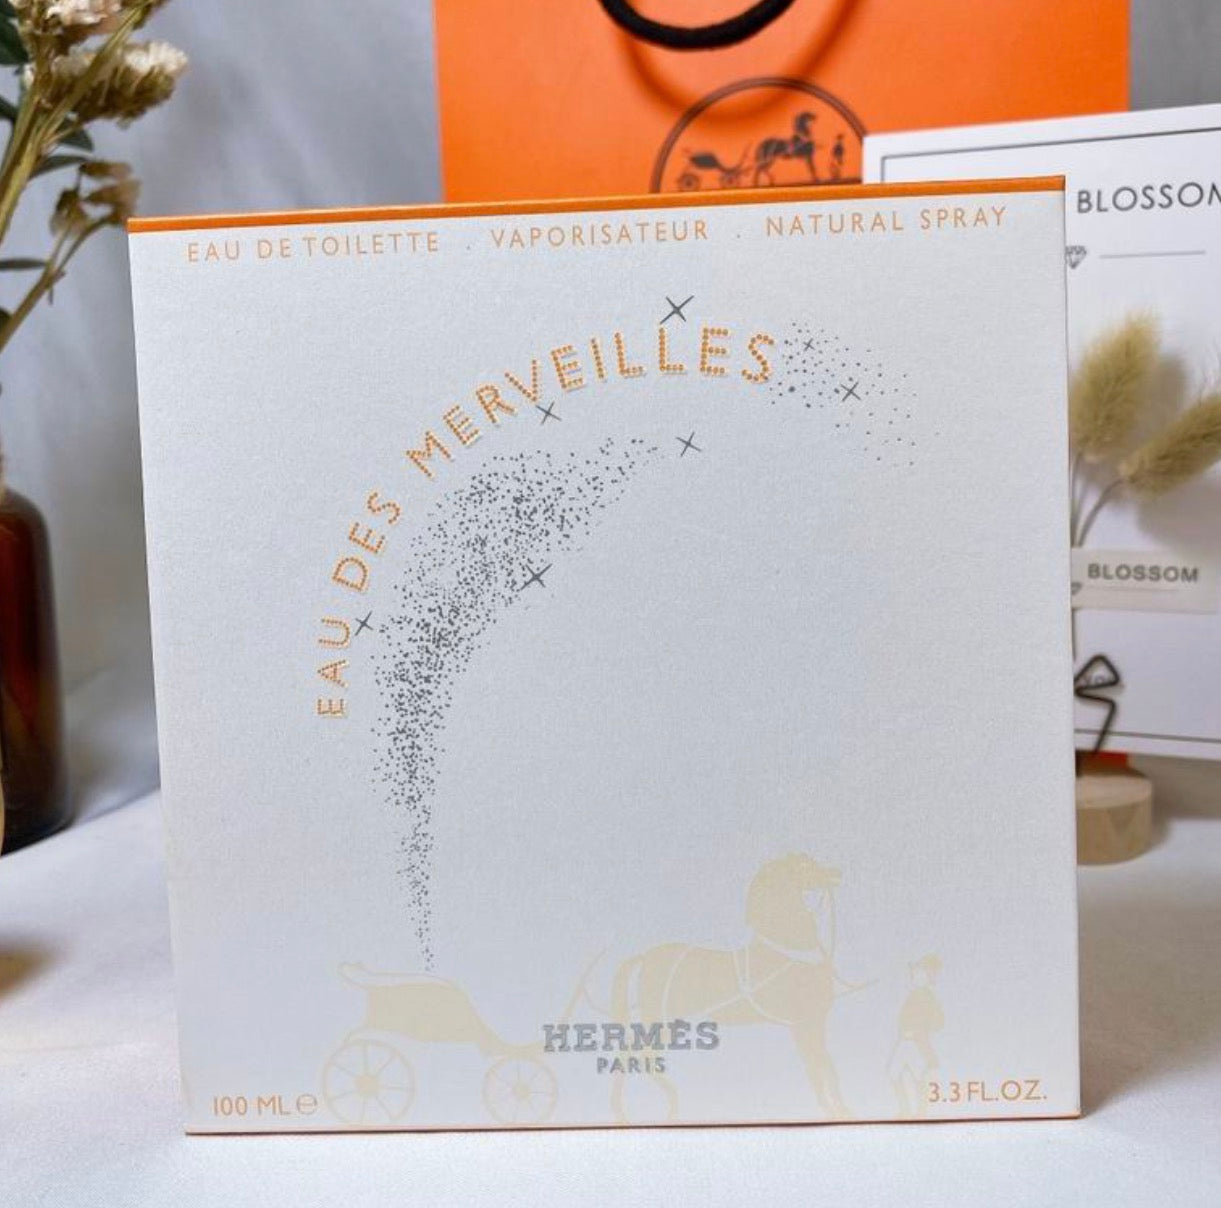 EAU DE TOILETTE . VAPORISATEUR . NATURAL SPRAY
EAU DES MERVEILLES
HERMÈS
PARIS
100 ML ℮
3.3 FL.OZ.
BLOSSOM
BLOSSOM